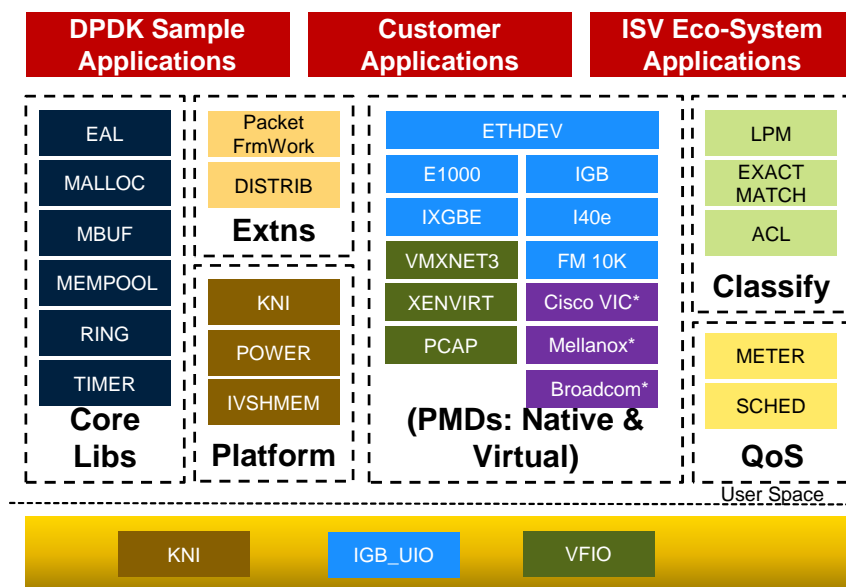 DPDK Sample
Applications
Customer
Applications
ISV Eco-System
Applications
EAL
MALLOC
MBUF
MEMPOOL
RING
TIMER
Core
Libs
Packet
FrmWork
DISTRIB
Extns
KNI
POWER
IVSHMEM
Platform
ETHDEV
E1000
IGB
IXGBE
I40e
VMXNET3
FM 10K
XENVIRT
Cisco VIC*
PCAP
Mellanox*
Broadcom*
(PMDs: Native &
Virtual)
LPM
EXACT
MATCH
ACL
Classify
METER
SCHED
QoS
User Space
KNI
IGB_UIO
VFIO